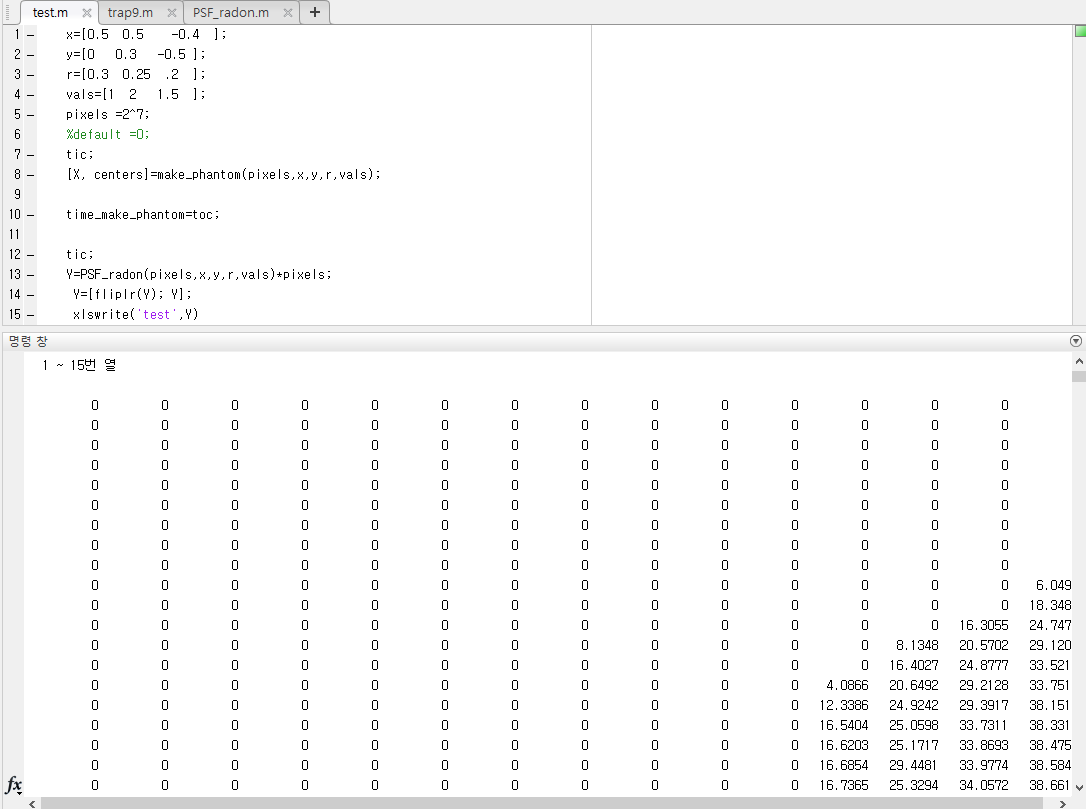 test.m × trap9.m × PSF_radon.m × +
1 – x=[0.5 0.5 -0.4 ];
2 – y=[0 0.3 -0.5 ];
3 – r=[0.3 0.25 .2 ];
4 – vals=[1 2 1.5 ];
5 – pixels =2^7;
6 %default =0;
7 – tic;
8 – [X, centers]=make_phantom(pixels,x,y,r,vals);
9
10 – time_make_phantom=toc;
11
12 – tic;
13 – Y=PSF_radon(pixels,x,y,r,vals)*pixels;
14 – Y=[fliplr(Y); Y];
15 – xlswrite('test',Y)
명령 창
1 ~ 15번 열
0 0 0 0 0 0 0 0 0 0 0 0 0 0
0 0 0 0 0 0 0 0 0 0 0 0 0 0
0 0 0 0 0 0 0 0 0 0 0 0 0 0
0 0 0 0 0 0 0 0 0 0 0 0 0 0
0 0 0 0 0 0 0 0 0 0 0 0 0 0
0 0 0 0 0 0 0 0 0 0 0 0 0 0
0 0 0 0 0 0 0 0 0 0 0 0 0 0
0 0 0 0 0 0 0 0 0 0 0 0 0 0
0 0 0 0 0 0 0 0 0 0 0 0 0 0
0 0 0 0 0 0 0 0 0 0 0 0 0 0 6.049
0 0 0 0 0 0 0 0 0 0 0 0 0 0 18.348
0 0 0 0 0 0 0 0 0 0 0 0 0 16.3055 24.747
0 0 0 0 0 0 0 0 0 0 0 0 8.1348 20.5702 29.120
0 0 0 0 0 0 0 0 0 0 0 0 16.4027 24.8777 33.521
0 0 0 0 0 0 0 0 0 0 0 4.0866 20.6492 29.2128 33.751
0 0 0 0 0 0 0 0 0 0 0 12.3386 24.9242 29.3917 38.151
0 0 0 0 0 0 0 0 0 0 0 16.5404 25.0598 33.7311 38.331
0 0 0 0 0 0 0 0 0 0 0 16.6203 25.1717 33.8693 38.475
0 0 0 0 0 0 0 0 0 0 0 16.6854 29.4481 33.9774 38.584
fx 0 0 0 0 0 0 0 0 0 0 0 16.7365 25.3294 34.0572 38.661